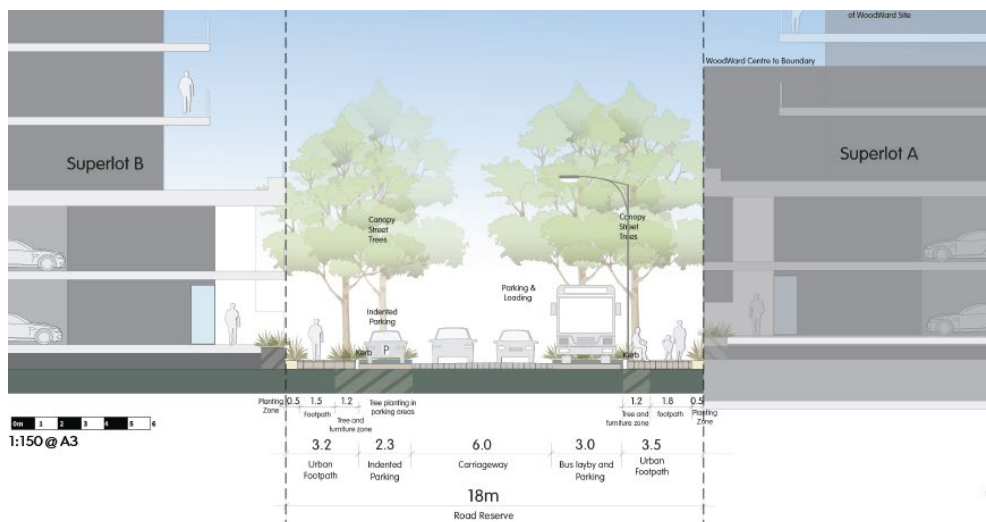 of WoodWard Site
WoodWard Centre to Boundary
Superlot B
Superlot A
Canopy
Street
Trees
Canopy
Street
Trees
Parking &
Loading
Indented
Parking
Kerb
P
Kerb
Planting
Zone
0.5
1.5
Footpath
1.2
Tree and
furniture zone
Tree planting in
parking areas
1.2
Tree and
furniture zone
1.8
footpath
0.5
Planting
Zone
0m 1 2 3 4 5 6
1:150 @ A3
3.2
Urban
Footpath
2.3
Indented
Parking
6.0
Carriageway
3.0
Bus layby and
Parking
3.5
Urban
Footpath
18m
Road Reserve